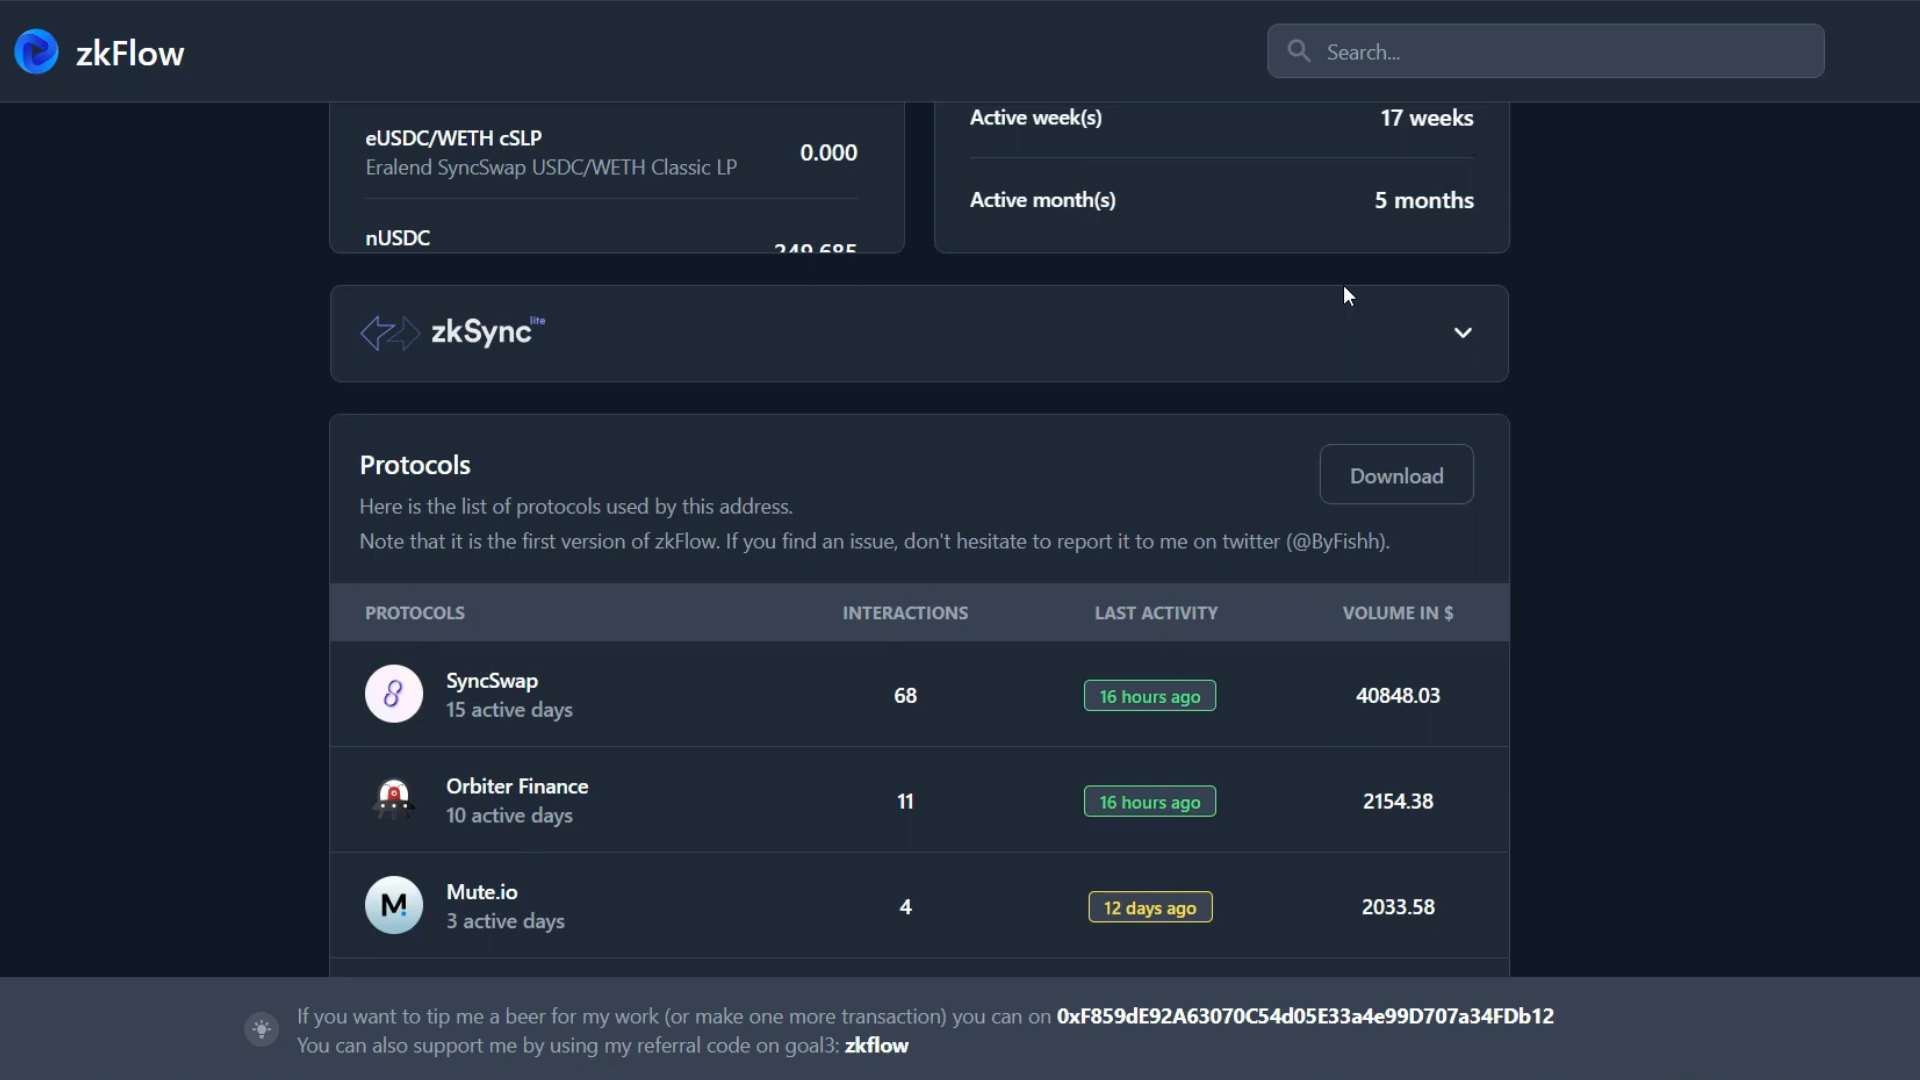 zkFlow
Search...
eUSDC/WETH cSLP
Eralend SyncSwap USDC/WETH Classic LP
0.000
nUSDC
249.685
Active week(s)
17 weeks
Active month(s)
5 months
zkSync lite
Protocols
Download
Here is the list of protocols used by this address.
Note that it is the first version of zkFlow. If you find an issue, don't hesitate to report it to me on twitter (@ByFishh).
PROTOCOLS INTERACTIONS LAST ACTIVITY VOLUME IN $
SyncSwap
15 active days
68
16 hours ago
40848.03
Orbiter Finance
10 active days
11
16 hours ago
2154.38
M.
Mute.io
3 active days
4
12 days ago
2033.58
If you want to tip me a beer for my work (or make one more transaction) you can on 0xF859dE92A63070C54d05E33a4e99D707a34FDb12
You can also support me by using my referral code on goal3: zkflow